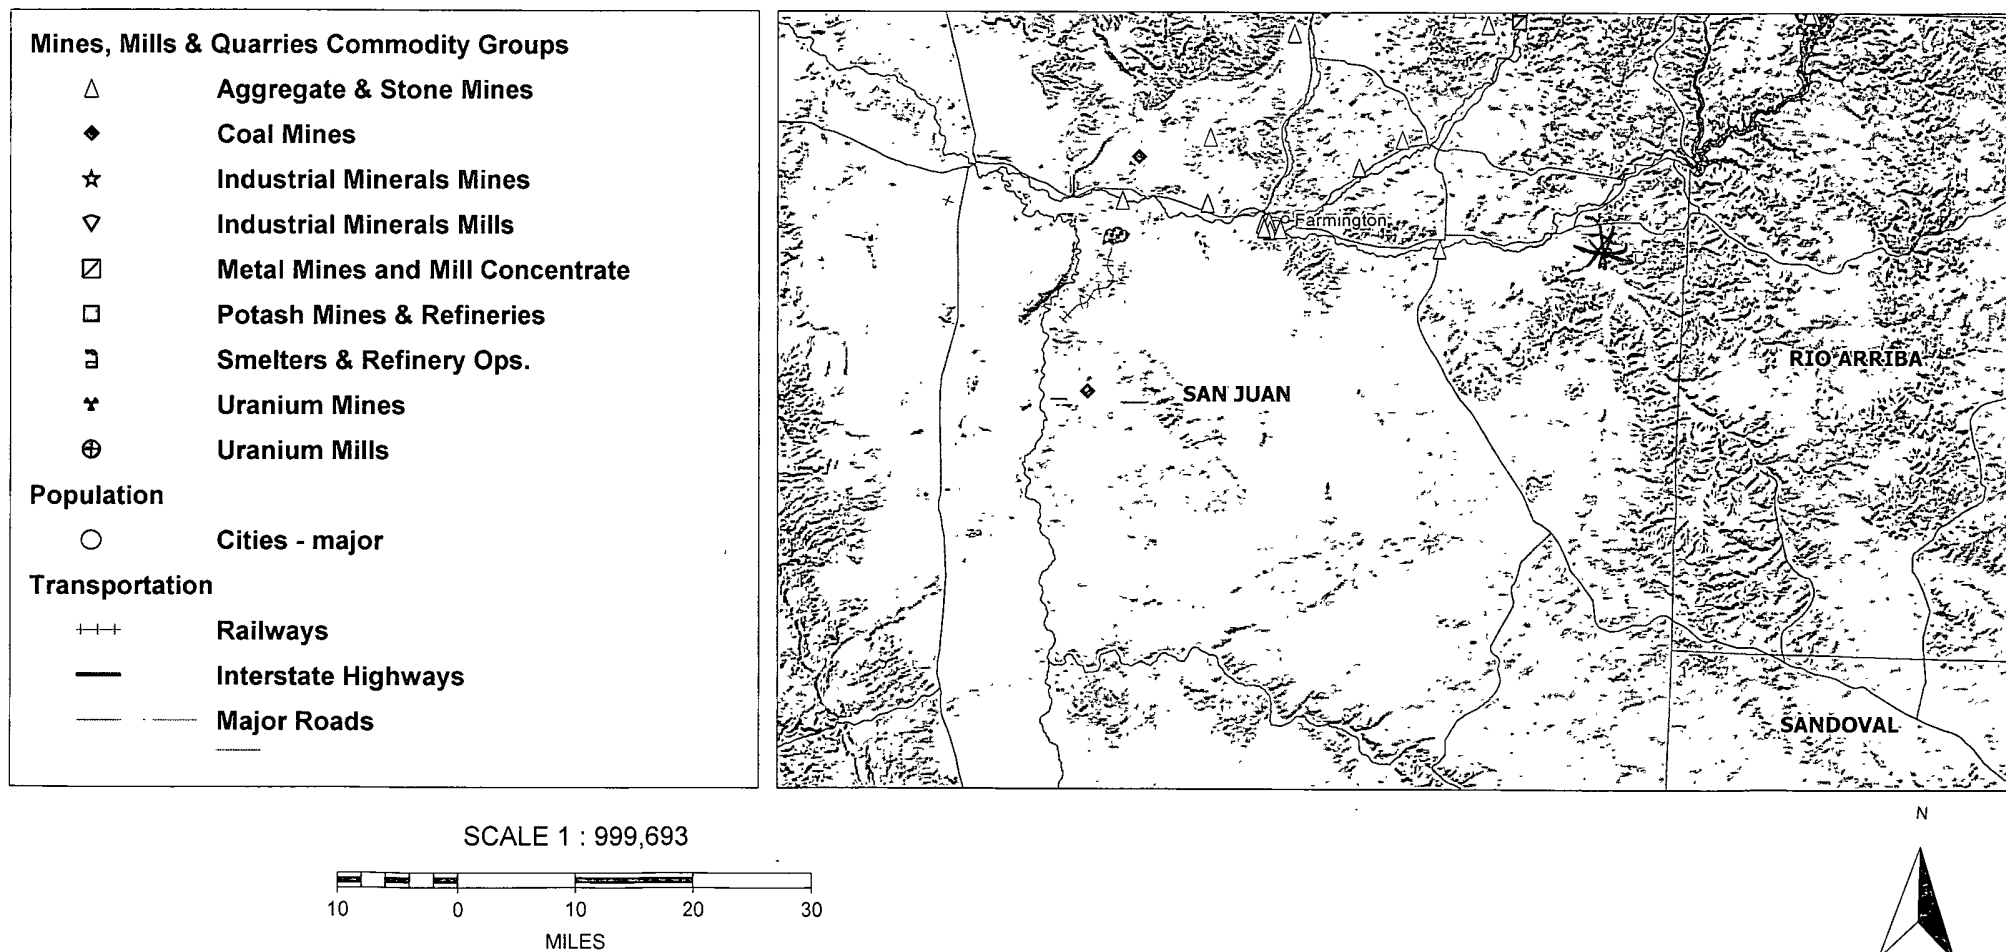 Mines, Mills & Quarries Commodity Groups
Aggregate & Stone Mines
Coal Mines
Industrial Minerals Mines
Industrial Minerals Mills
Metal Mines and Mill Concentrate
Potash Mines & Refineries
Smelters & Refinery Ops.
Uranium Mines
Uranium Mills
Population
Cities - major
Transportation
Railways
Interstate Highways
Major Roads
Farmington
RIO ARRIBA
SAN JUAN
SANDOVAL
SCALE 1 : 999,693
10 0 10 20 30
MILES
N